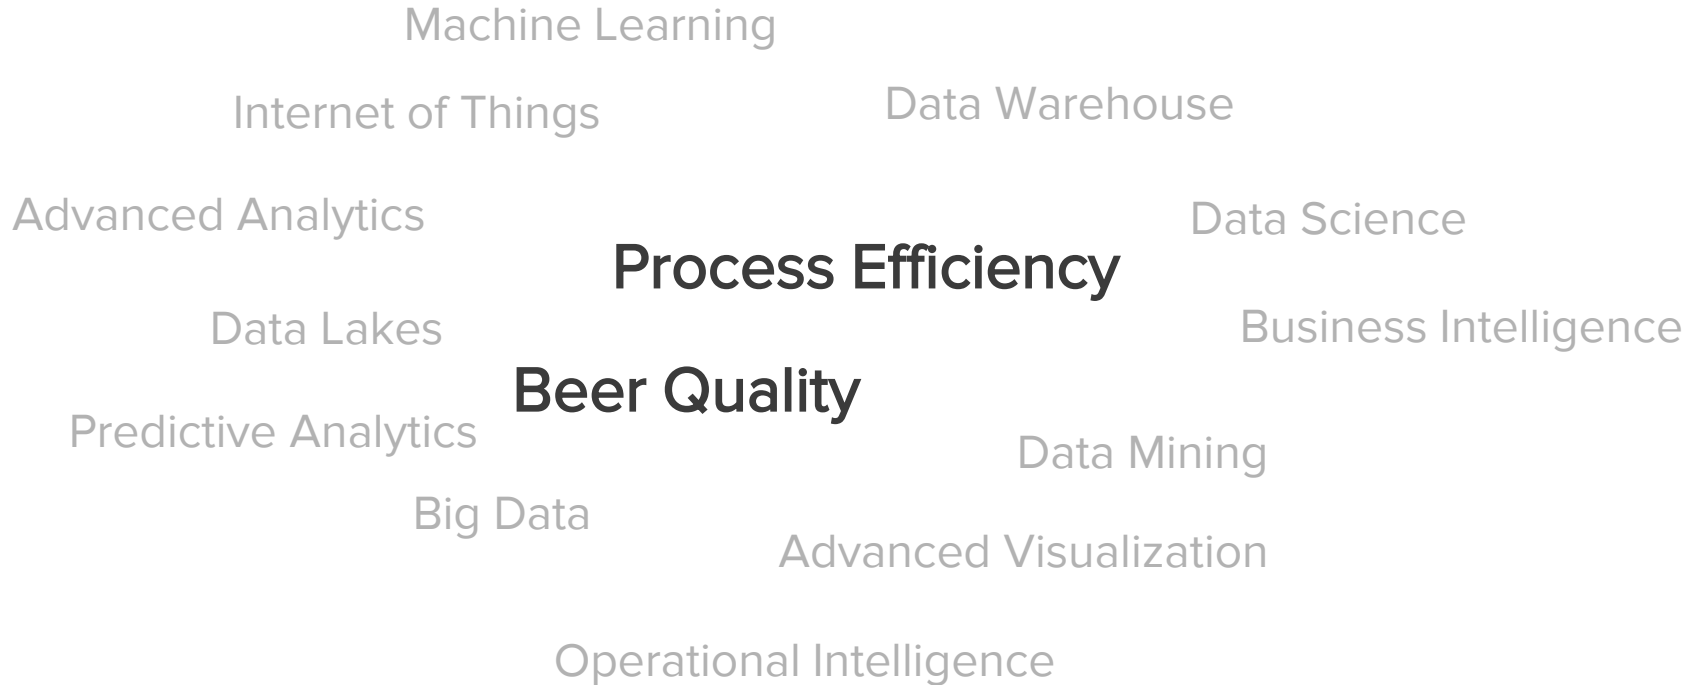 Machine Learning
Internet of Things
Data Warehouse
Advanced Analytics
Data Science
Process Efficiency
Data Lakes
Business Intelligence
Beer Quality
Predictive Analytics
Data Mining
Big Data
Advanced Visualization
Operational Intelligence